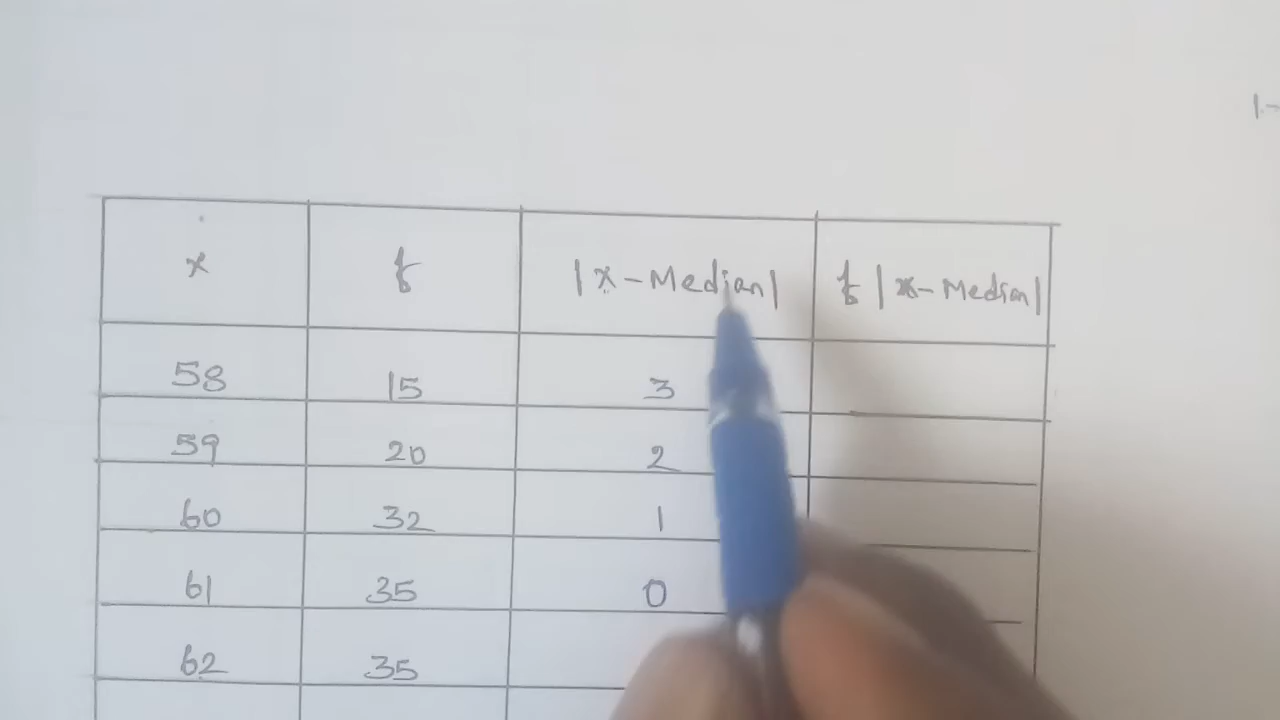 x f |x-Median| f |x-Median|
58 15 3
59 20 2
60 32 1
61 35 0
62 35